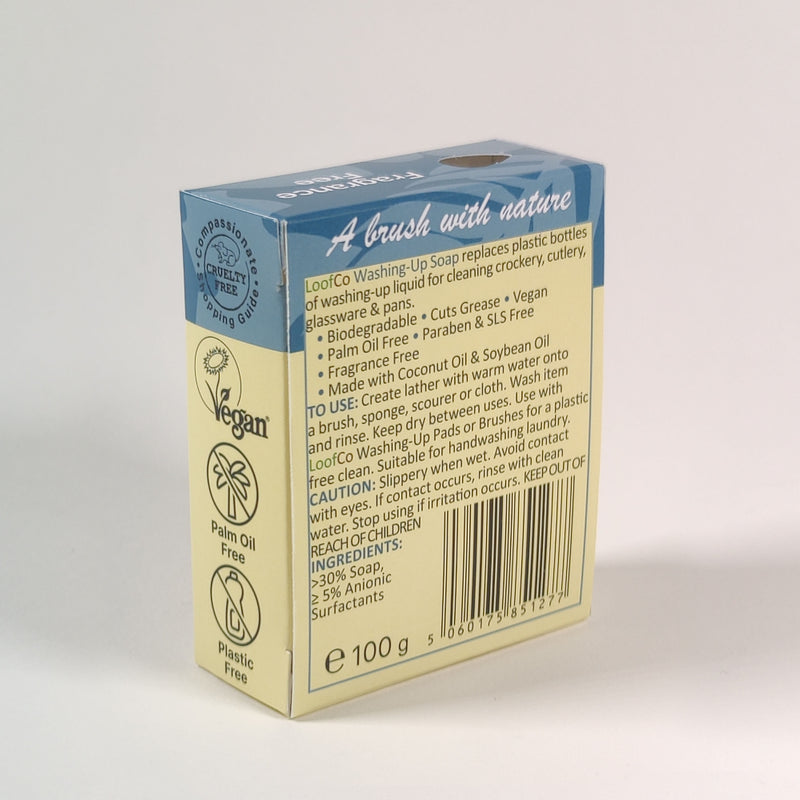 Fragrance
Free
A brush with nature
LoofCo Washing-Up Soap replaces plastic bottles
of washing-up liquid for cleaning crockery, cutlery,
glassware & pans.
• Biodegradable • Cuts Grease • Vegan
• Palm Oil Free • Paraben & SLS Free
• Fragrance Free
• Made with Coconut Oil & Soybean Oil
TO USE: Create lather with warm water onto
a brush, sponge, scourer or cloth. Wash item
and rinse. Keep dry between uses. Use with
LoofCo Washing-Up Pads or Brushes for a plastic
free clean. Suitable for handwashing laundry.
CAUTION: Slippery when wet. Avoid contact
with eyes. If contact occurs, rinse with clean
water. Stop using if irritation occurs. KEEP OUT OF
REACH OF CHILDREN
INGREDIENTS:
>30% Soap,
≥ 5% Anionic
Surfactants
℮ 100 g
5 060175 851277
• Compassionate •
Shopping Guide
CRUELTY
FREE
Vegan®
Palm Oil
Free
Plastic
Free